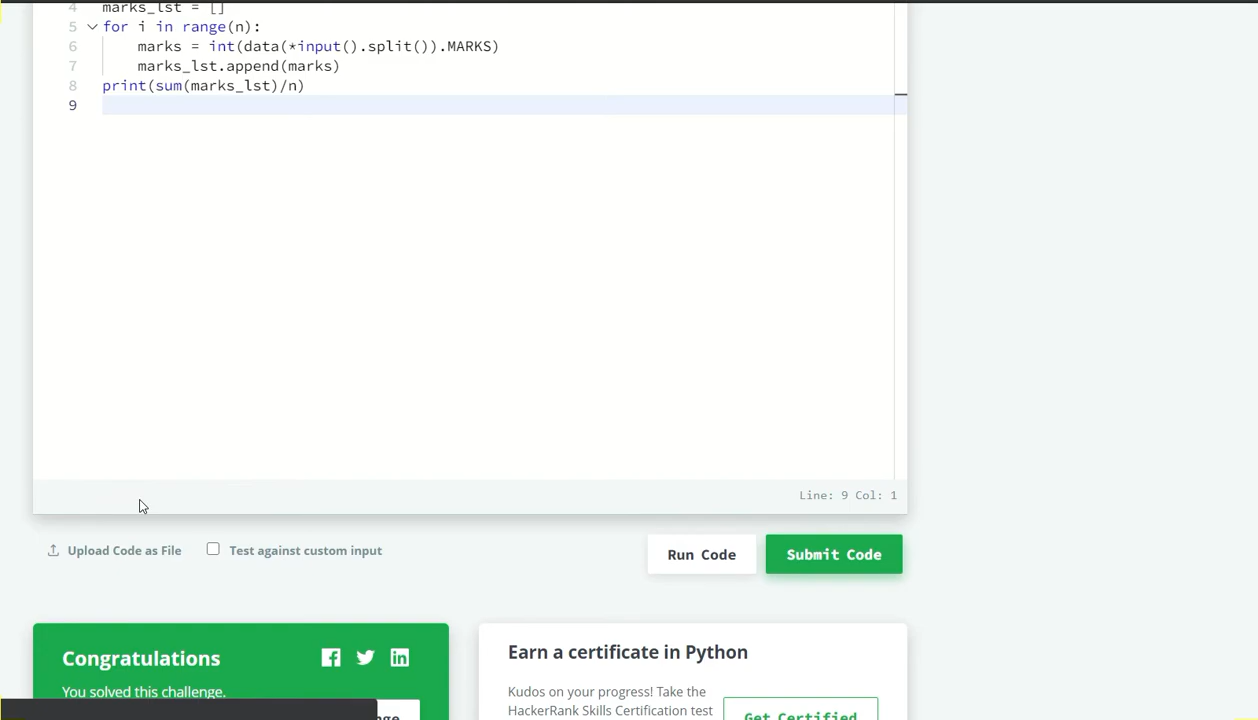 4 marks_lst = []
5 for i in range(n):
6 marks = int(data(*input().split()).MARKS)
7 marks_lst.append(marks)
8 print(sum(marks_lst)/n)
9
Line: 9 Col: 1
Upload Code as File Test against custom input Run Code Submit Code
Congratulations
You solved this challenge.
Earn a certificate in Python
Kudos on your progress! Take the
HackerRank Skills Certification test
Get Certified